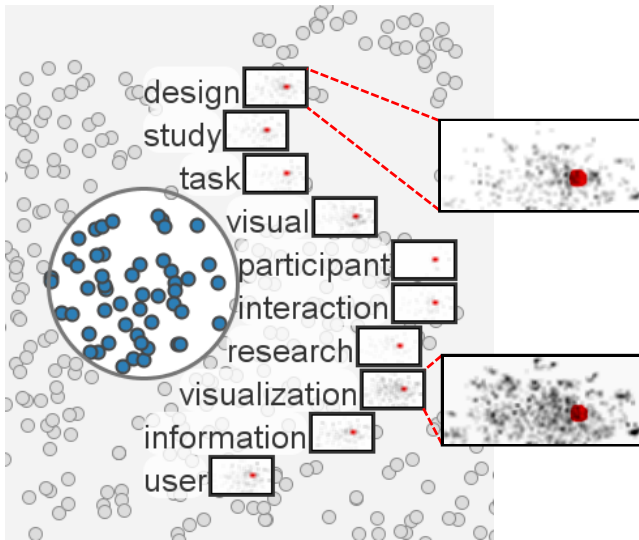 design
study
task
visual
participant
interaction
research
visualization
information
user